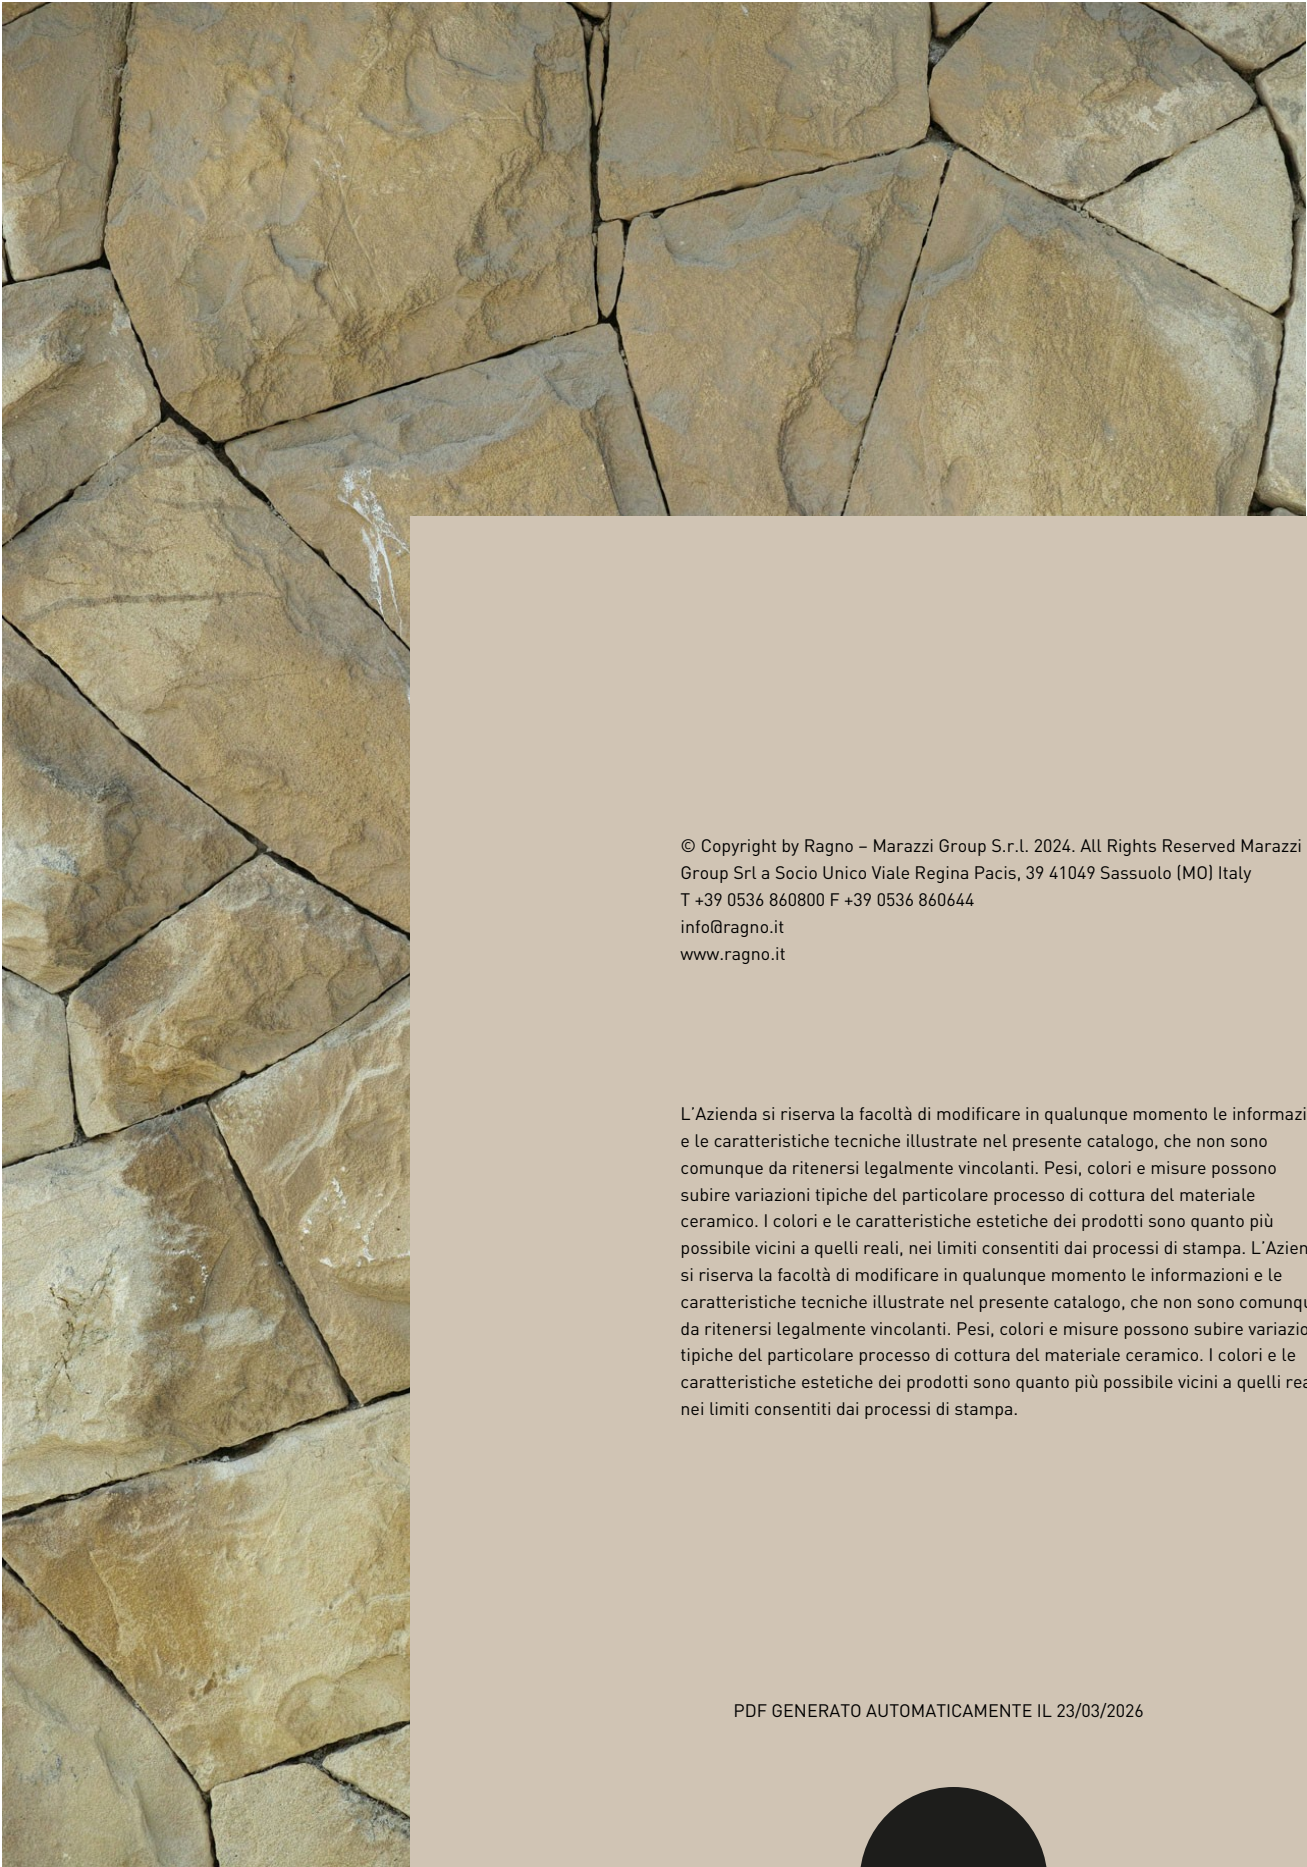 © Copyright by Ragno – Marazzi Group S.r.l. 2024. All Rights Reserved Marazzi
Group Srl a Socio Unico Viale Regina Pacis, 39 41049 Sassuolo (MO) Italy
T +39 0536 860800 F +39 0536 860644
info@ragno.it
www.ragno.it
L’Azienda si riserva la facoltà di modificare in qualunque momento le informazi
e le caratteristiche tecniche illustrate nel presente catalogo, che non sono
comunque da ritenersi legalmente vincolanti. Pesi, colori e misure possono
subire variazioni tipiche del particolare processo di cottura del materiale
ceramico. I colori e le caratteristiche estetiche dei prodotti sono quanto più
possibile vicini a quelli reali, nei limiti consentiti dai processi di stampa. L’Azien
si riserva la facoltà di modificare in qualunque momento le informazioni e le
caratteristiche tecniche illustrate nel presente catalogo, che non sono comunqu
da ritenersi legalmente vincolanti. Pesi, colori e misure possono subire variazio
tipiche del particolare processo di cottura del materiale ceramico. I colori e le
caratteristiche estetiche dei prodotti sono quanto più possibile vicini a quelli rea
nei limiti consentiti dai processi di stampa.
PDF GENERATO AUTOMATICAMENTE IL 23/03/2026